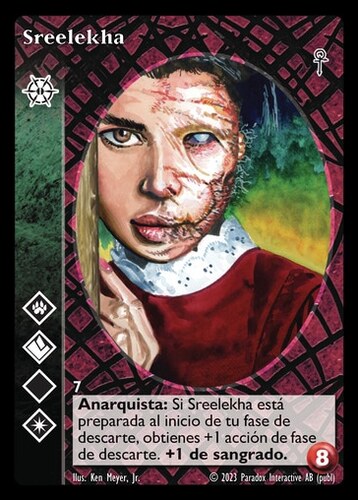 Sreelekha
7
Anarquista: Si Sreelekha está
preparada al inicio de tu fase de
descarte, obtienes +1 acción de fase
de descarte. +1 de sangrado.
8
Illus: Ken Meyer, Jr.
© 2023 Paradox Interactive AB (publ)